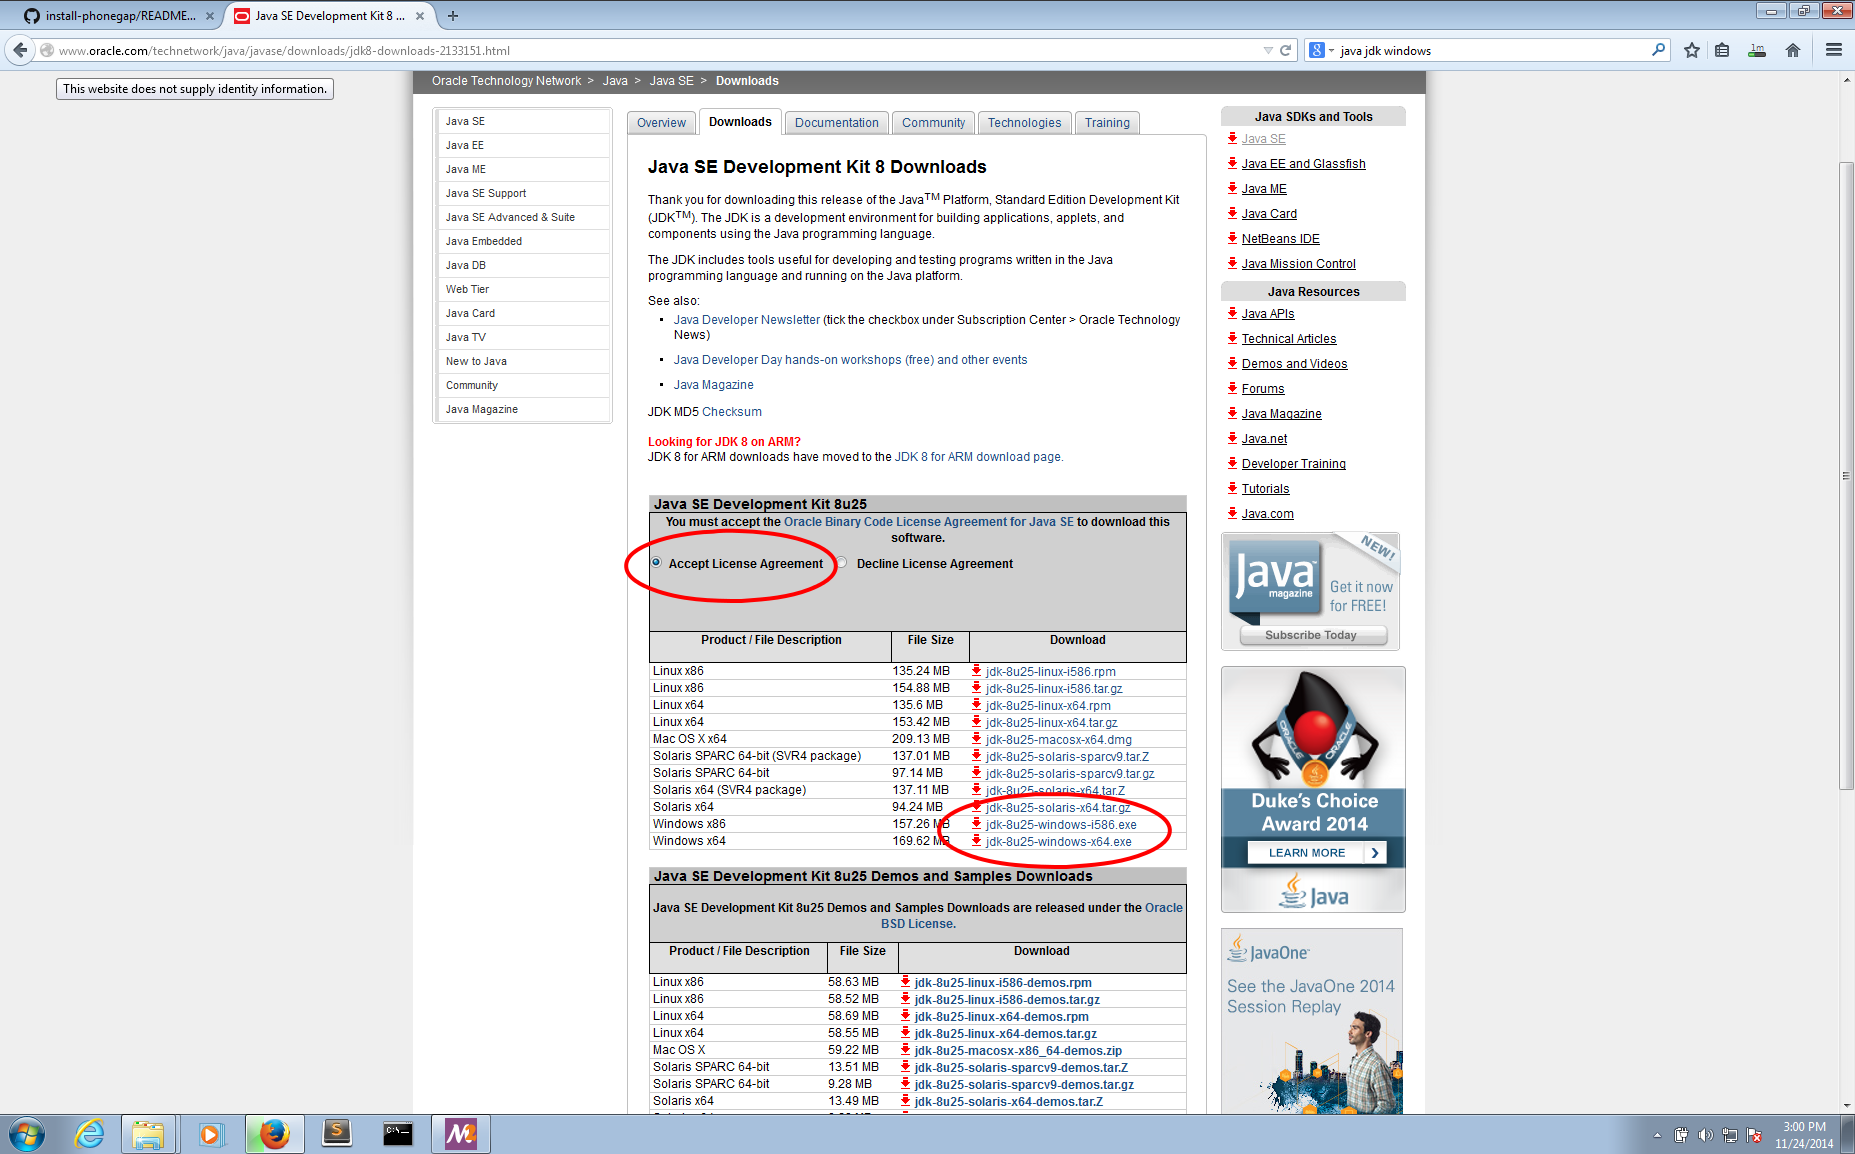 install-phonegap/README...
Java SE Development Kit 8 ...
www.oracle.com/technetwork/java/javase/downloads/jdk8-downloads-2133151.html
java jdk windows
1m
This website does not supply identity information.
Oracle Technology Network > Java > Java SE > Downloads
Java SE
Java EE
Java ME
Java SE Support
Java SE Advanced & Suite
Java Embedded
Java DB
Web Tier
Java Card
Java TV
New to Java
Community
Java Magazine
Overview
Downloads
Documentation
Community
Technologies
Training
Java SE Development Kit 8 Downloads
Thank you for downloading this release of the Java™ Platform, Standard Edition Development Kit
(JDK™). The JDK is a development environment for building applications, applets, and
components using the Java programming language.
The JDK includes tools useful for developing and testing programs written in the Java
programming language and running on the Java platform.
See also:
Java Developer Newsletter (tick the checkbox under Subscription Center > Oracle Technology
News)
Java Developer Day hands-on workshops (free) and other events
Java Magazine
JDK MD5 Checksum
Looking for JDK 8 on ARM?
JDK 8 for ARM downloads have moved to the JDK 8 for ARM download page.
Java SE Development Kit 8u25
You must accept the Oracle Binary Code License Agreement for Java SE to download this
software.
Accept License Agreement Decline License Agreement
Product / File Description File Size Download
Linux x86 135.24 MB jdk-8u25-linux-i586.rpm
Linux x86 154.88 MB jdk-8u25-linux-i586.tar.gz
Linux x64 135.6 MB jdk-8u25-linux-x64.rpm
Linux x64 153.42 MB jdk-8u25-linux-x64.tar.gz
Mac OS X x64 209.13 MB jdk-8u25-macosx-x64.dmg
Solaris SPARC 64-bit (SVR4 package) 137.01 MB jdk-8u25-solaris-sparcv9.tar.Z
Solaris SPARC 64-bit 97.14 MB jdk-8u25-solaris-sparcv9.tar.gz
Solaris x64 (SVR4 package) 137.11 MB jdk-8u25-solaris-x64.tar.Z
Solaris x64 94.24 MB jdk-8u25-solaris-x64.tar.gz
Windows x86 157.26 MB jdk-8u25-windows-i586.exe
Windows x64 169.62 MB jdk-8u25-windows-x64.exe
Java SE Development Kit 8u25 Demos and Samples Downloads
Java SE Development Kit 8u25 Demos and Samples Downloads are released under the Oracle
BSD License.
Product / File Description File Size Download
Linux x86 58.63 MB jdk-8u25-linux-i586-demos.rpm
Linux x86 58.52 MB jdk-8u25-linux-i586-demos.tar.gz
Linux x64 58.69 MB jdk-8u25-linux-x64-demos.rpm
Linux x64 58.55 MB jdk-8u25-linux-x64-demos.tar.gz
Mac OS X 59.22 MB jdk-8u25-macosx-x86_64-demos.zip
Solaris SPARC 64-bit 13.51 MB jdk-8u25-solaris-sparcv9-demos.tar.Z
Solaris SPARC 64-bit 9.28 MB jdk-8u25-solaris-sparcv9-demos.tar.gz
Solaris x64 13.49 MB jdk-8u25-solaris-x64-demos.tar.Z
Java SDKs and Tools
Java SE
Java EE and Glassfish
Java ME
Java Card
NetBeans IDE
Java Mission Control
Java Resources
Java APIs
Technical Articles
Demos and Videos
Forums
Java Magazine
Java.net
Developer Training
Tutorials
Java.com
NEW!
Java
magazine
Get it now
for FREE!
Subscribe Today
ORACLE ORACLE
Duke's Choice
Award 2014
LEARN MORE
Java
JavaOne
See the JavaOne 2014
Session Replay
3:00 PM
11/24/2014